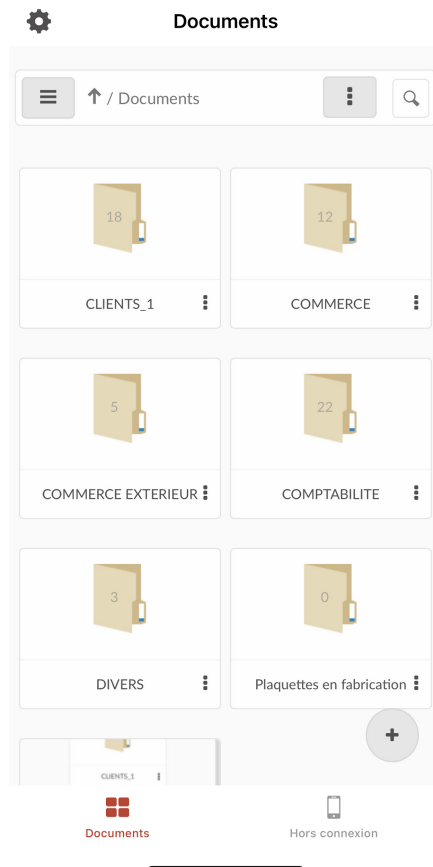 Documents
/ Documents
18
12
CLIENTS_1
COMMERCE
5
22
COMMERCE EXTERIEUR
COMPTABILITE
3
0
DIVERS
Plaquettes en fabrication
CLIENTS_1
Documents
Hors connexion